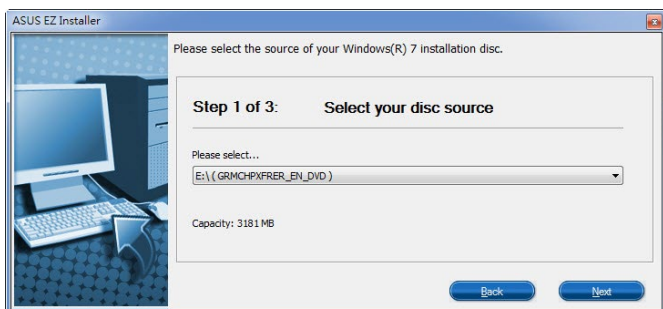 ASUS EZ Installer
Please select the source of your Windows(R) 7 installation disc.
Step 1 of 3: Select your disc source
Please select...
E:\ ( GRMCHPXFRER_EN_DVD )
Capacity: 3181 MB
Back Next